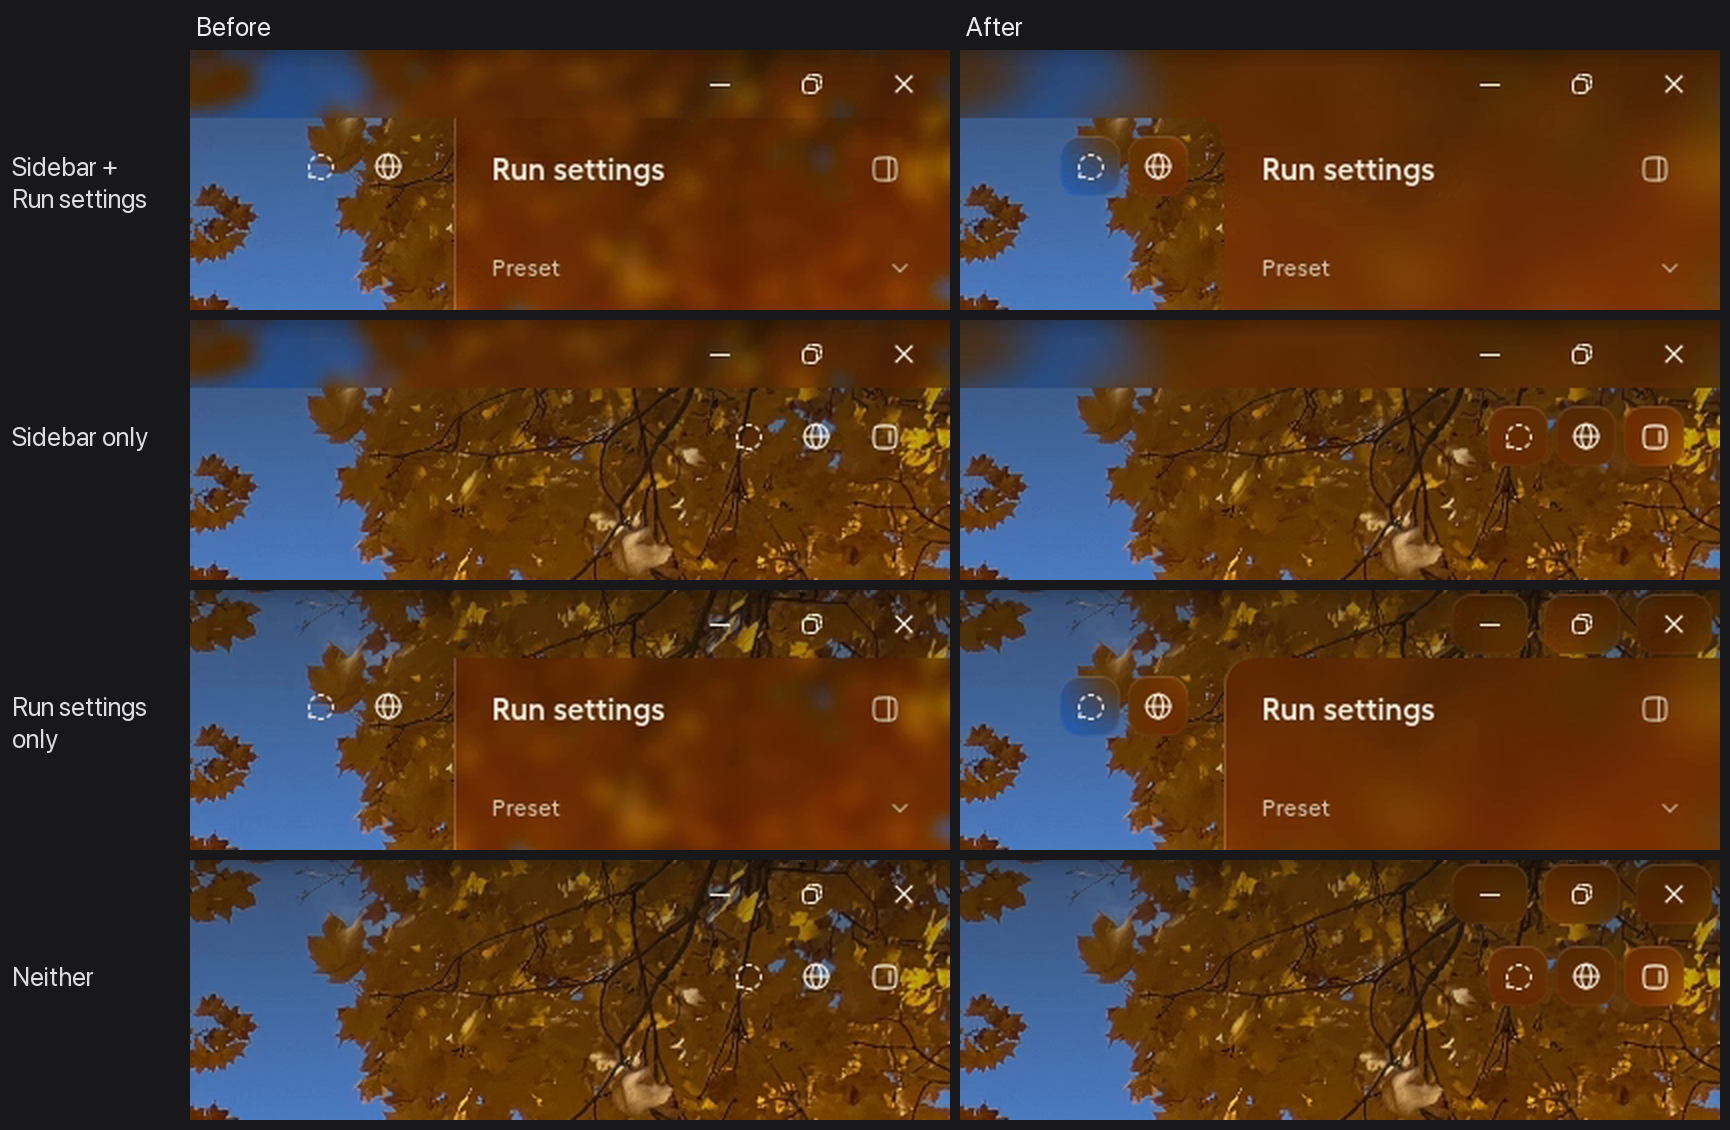 Before
After
Sidebar +
Run settings
Run settings
Preset
Run settings
Preset
Sidebar only
Run settings
only
Run settings
Preset
Run settings
Preset
Neither